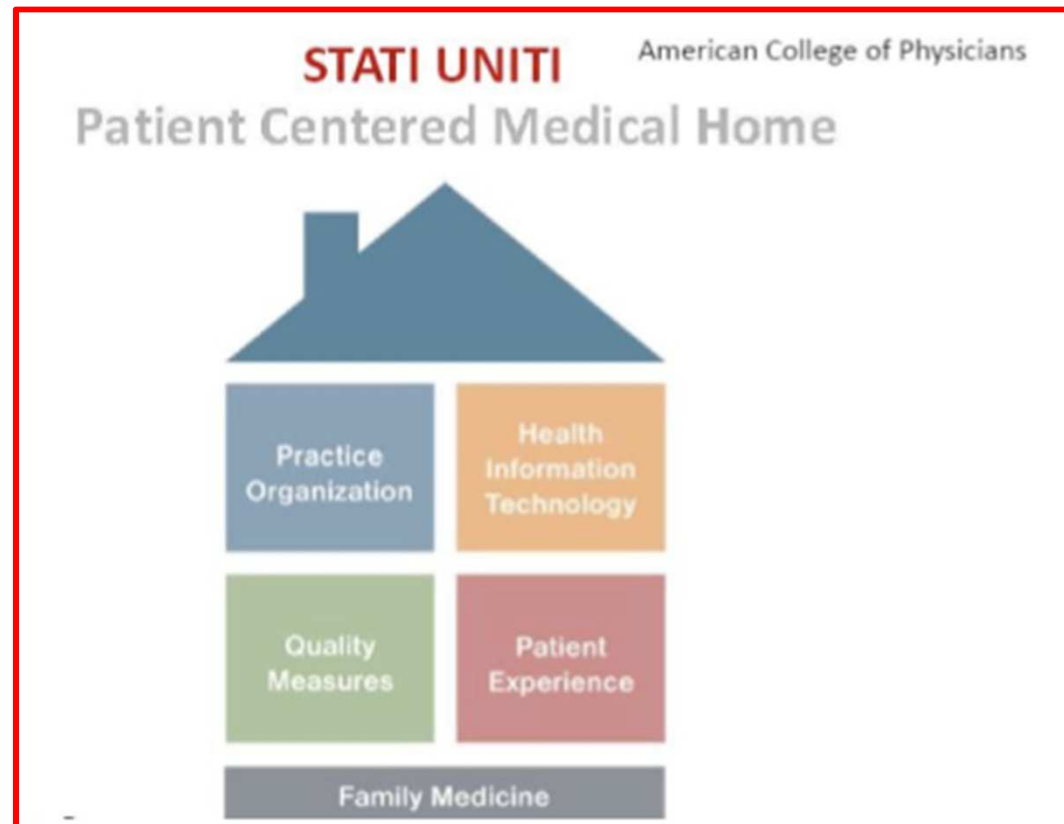 STATI UNITI
American College of Physicians
Patient Centered Medical Home
Practice
Organization
Health
Information
Technology
Quality
Measures
Patient
Experience
Family Medicine